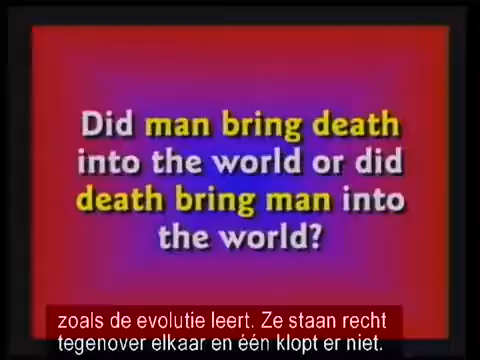 Did man bring death
into the world or did
death bring man into
the world?
zoals de evolutie leert. Ze staan recht
tegenover elkaar en één klopt er niet.